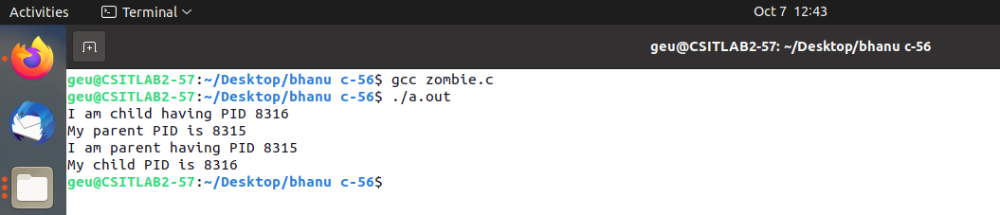 Activities Terminal Oct 7 12:43
geu@CSITLAB2-57: ~/Desktop/bhanu c-56
geu@CSITLAB2-57:~/Desktop/bhanu c-56$ gcc zombie.c
geu@CSITLAB2-57:~/Desktop/bhanu c-56$ ./a.out
I am child having PID 8316
My parent PID is 8315
I am parent having PID 8315
My child PID is 8316
geu@CSITLAB2-57:~/Desktop/bhanu c-56$